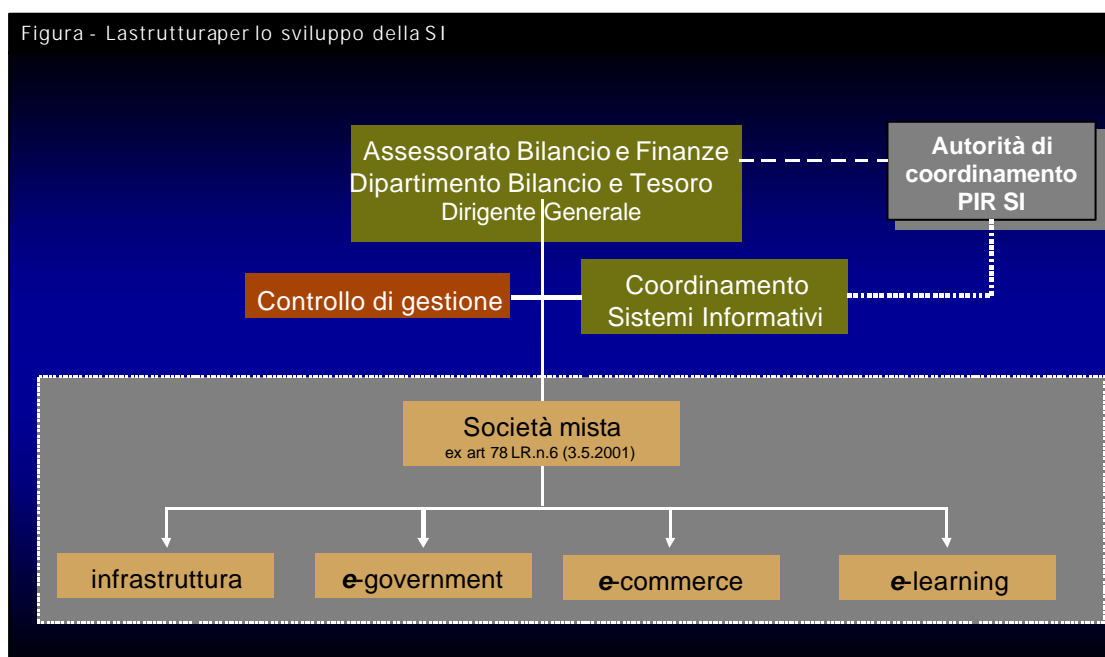 Figura - Lastrutturaper lo sviluppo della SI
Assessorato Bilancio e Finanze
Dipartimento Bilancio e Tesoro
Dirigente Generale
Autorità di
coordinamento
PIR SI
Controllo di gestione
Coordinamento
Sistemi Informativi
Società mista
ex art 78 LR.n.6 (3.5.2001)
infrastruttura
e-government
e-commerce
e-learning